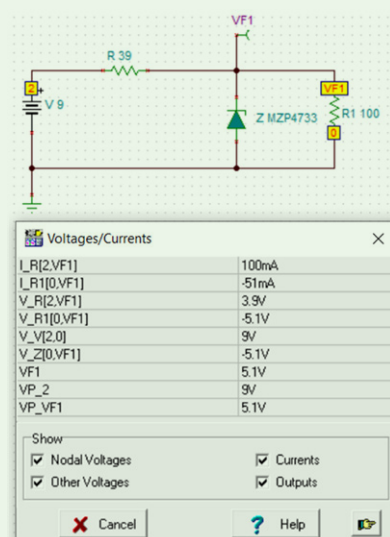 VF1
R 39
2
+
V 9
VF1
Z MZP4733
R1 100
0
Voltages/Currents
I_R[2,VF1] 100mA
I_R1[0,VF1] -51mA
V_R[2,VF1] 3.9V
V_R1[0,VF1] -5.1V
V_V[2,0] 9V
V_Z[0,VF1] -5.1V
VF1 5.1V
VP_2 9V
VP_VF1 5.1V
Show
Nodal Voltages Currents
Other Voltages Outputs
Cancel ? Help